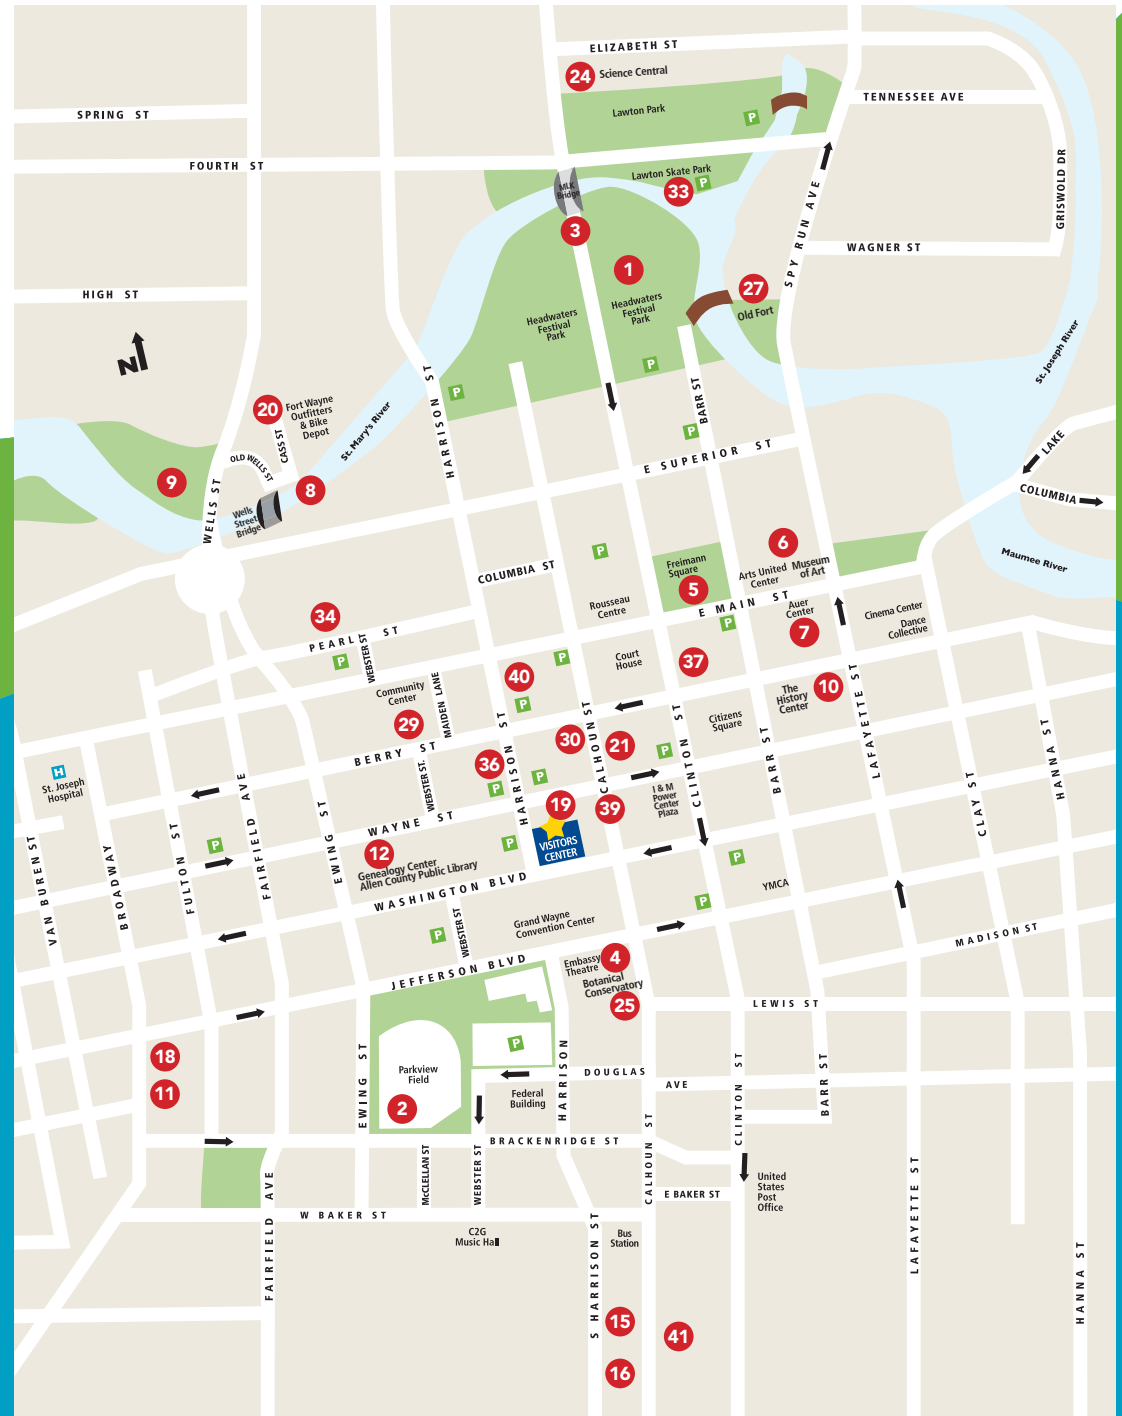 ELIZABETH ST
24
Science Central
TENNESSEE AVE
SPRING ST
Lawton Park
P
FOURTH ST
Lawton Skate Park
P
33
MLK
Bridge
GRISWOLD DR
SPY RUN AVE
3
WAGNER ST
1
27
HIGH ST
Headwaters
Festival
Park
Headwaters
Festival
Park
Old Fort
N
St. Joseph River
P
P
HARRISON ST
BARR ST
20
Fort Wayne
Outfitters
& Bike
Depot
CASS ST
St. Mary's River
P
LAKE
OLD WELLS ST
E SUPERIOR ST
9
8
WELLS ST
Wells
Street
Bridge
COLUMBIA
P
6
Maumee River
COLUMBIA ST
Freimann
Square
5
Arts United
Center
Museum
of Art
E MAIN ST
Rousseau
Centre
Auer
Center
7
Cinema Center
Dance
Collective
34
PEARL ST
P
WEBSTER ST
P
P
Court
House
37
40
P
Community
Center
29
MAIDEN LANE
The
History
Center
10
LAFAYETTE ST
Citizens
Square
BERRY ST
HARRISION ST
30
CALHOUN ST
21
P
CLINTON ST
BARR ST
HANNA ST
H
St. Joseph
Hospital
36
P
P
WEBSTER ST.
I & M
Power
Center
Plaza
CLAY ST
FAIRFIELD AVE
EWING ST
WAYNE ST
19
39
VISITORS
CENTER
VAN BUREN ST
BROADWAY
FULTON ST
P
12
Genealogy Center
Allen County Public Library
P
P
YMCA
WASHINGTON BLVD
P
P
WEBSTER ST
Grand Wayne
Convention Center
MADISON ST
JEFFERSON BLVD
Embassy
Theatre
4
Botanical
Conservatory
25
LEWIS ST
18
11
EWING ST
Parkview
Field
2
P
HARRISON
DOUGLAS
AVE
Federal
Building
CLINTON ST
BARR ST
BRACKENRIDGE ST
CALHOUN ST
McCLELLAN ST
WEBSTER ST
E BAKER ST
United
States
Post
Office
FAIRFIELD AVE
W BAKER ST
C2G
Music Hall
Bus
Station
S HARRISON ST
LAFAYETTE ST
HANNA ST
15
41
16